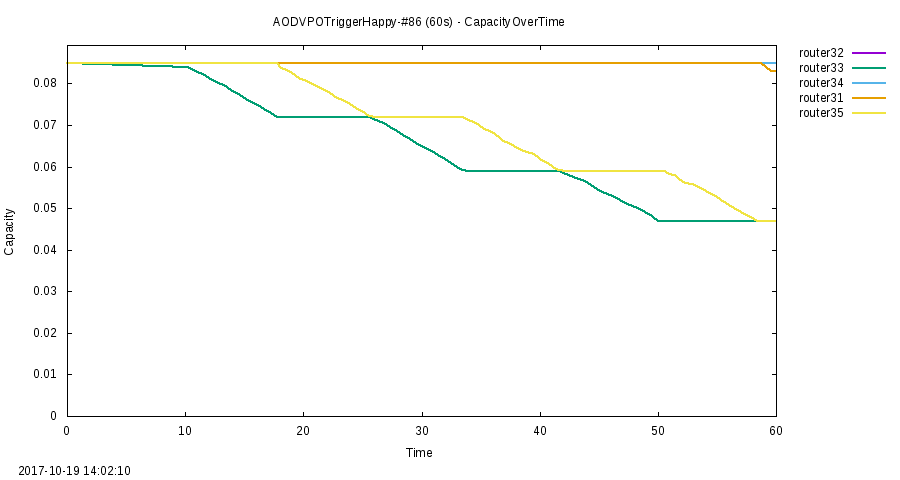 AODVPOTriggerHappy-#86 (60s) - CapacityOverTime
router32
router33
router34
router31
router35
0.08
0.07
0.06
0.05
0.04
0.03
0.02
0.01
0
Capacity
0 10 20 30 40 50 60
Time
2017-10-19 14:02:10